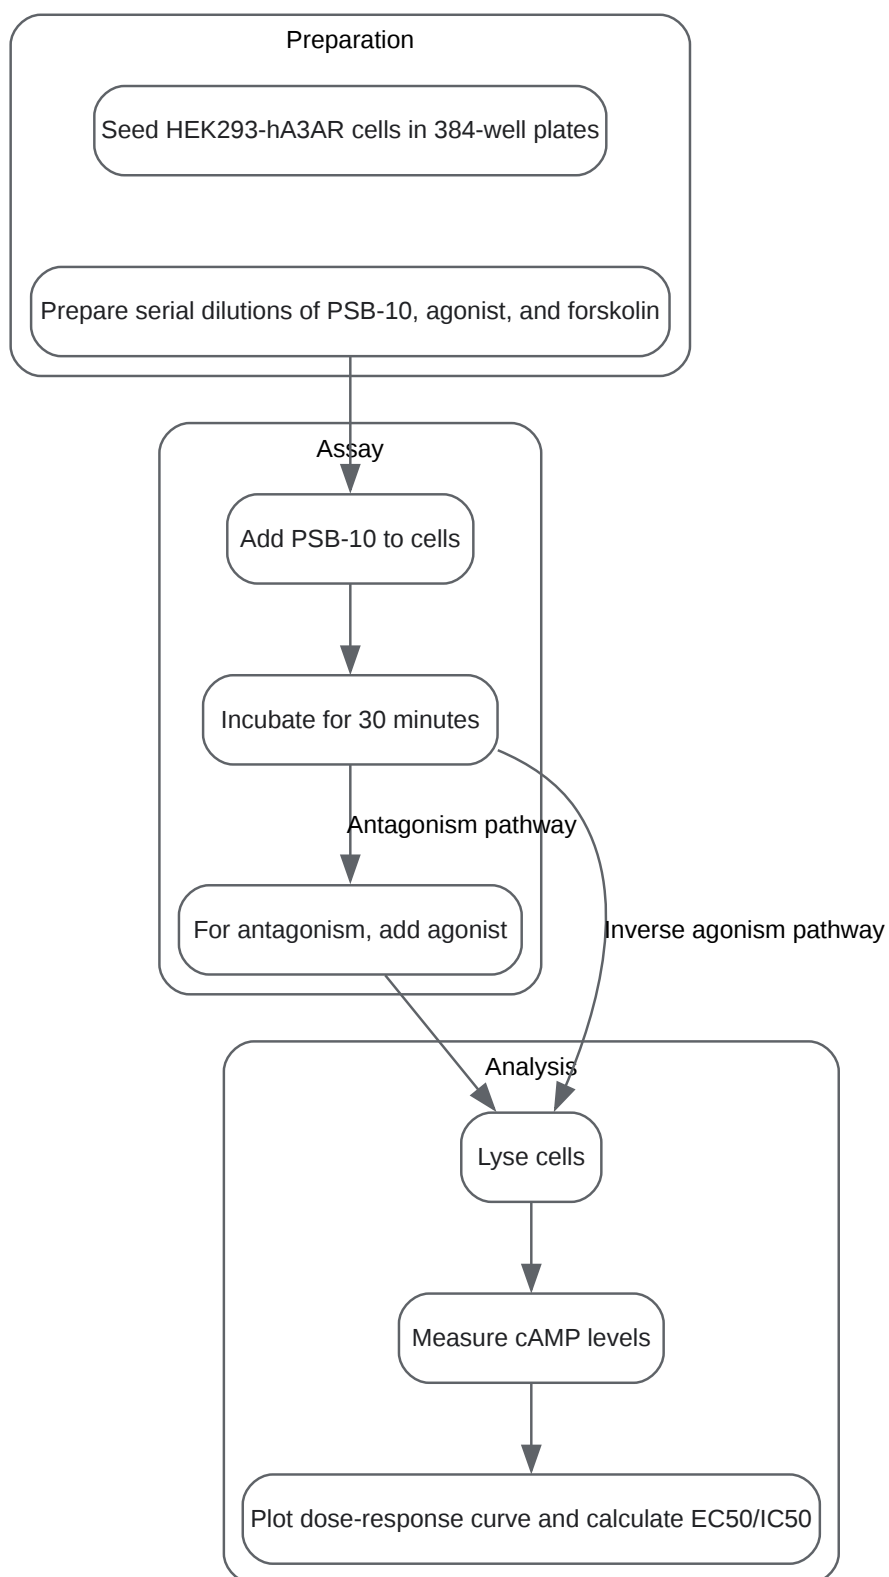 Preparation
Seed HEK293-hA3AR cells in 384-well plates
Prepare serial dilutions of PSB-10, agonist, and forskolin
Assay
Add PSB-10 to cells
Incubate for 30 minutes
Antagonism pathway
For antagonism, add agonist
Inverse agonism pathway
Analysis
Lyse cells
Measure cAMP levels
Plot dose-response curve and calculate EC50/IC50